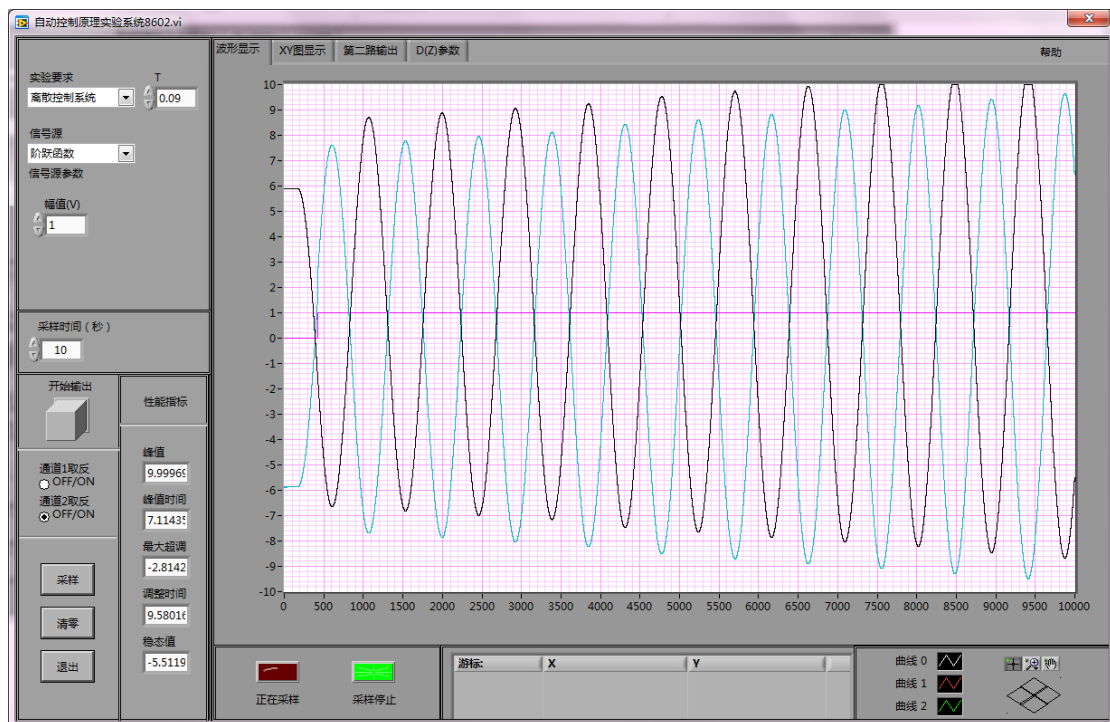 自动控制原理实验系统8602.vi
波形显示 XY图显示 第二路输出 D(Z)参数
帮助
实验要求 T
离散控制系统 0.09
信号源
阶跃函数
信号源参数
幅值(V)
1
采样时间（秒）
10
开始输出
性能指标
通道1取反
OFF/ON
通道2取反
OFF/ON
峰值
9.99969
峰值时间
7.11435
最大超调
-2.8142
调整时间
9.58016
稳态值
-5.5119
采样
清零
退出
10
9
8
7
6
5
4
3
2
1
0
-1
-2
-3
-4
-5
-6
-7
-8
-9
-10
0 500 1000 1500 2000 2500 3000 3500 4000 4500 5000 5500 6000 6500 7000 7500 8000 8500 9000 9500 10000
正在采样 采样停止
游标: X Y
曲线 0
曲线 1
曲线 2